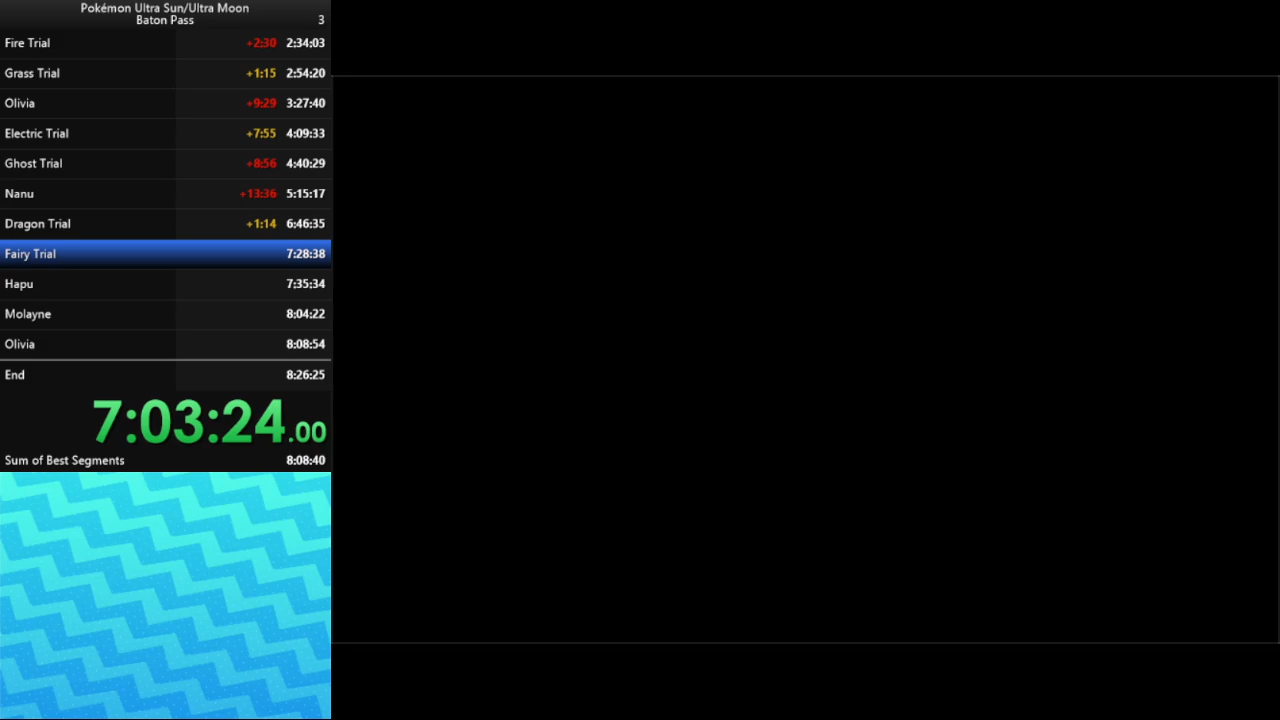 Pokémon Ultra Sun/Ultra Moon
Baton Pass 3
Fire Trial +2:30 2:34:03
Grass Trial +1:15 2:54:20
Olivia +9:29 3:27:40
Electric Trial +7:55 4:09:33
Ghost Trial +8:56 4:40:29
Nanu +13:36 5:15:17
Dragon Trial +1:14 6:46:35
Fairy Trial 7:28:38
Hapu 7:35:34
Molayne 8:04:22
Olivia 8:08:54
End 8:26:25
7:03:24.00
Sum of Best Segments 8:08:40